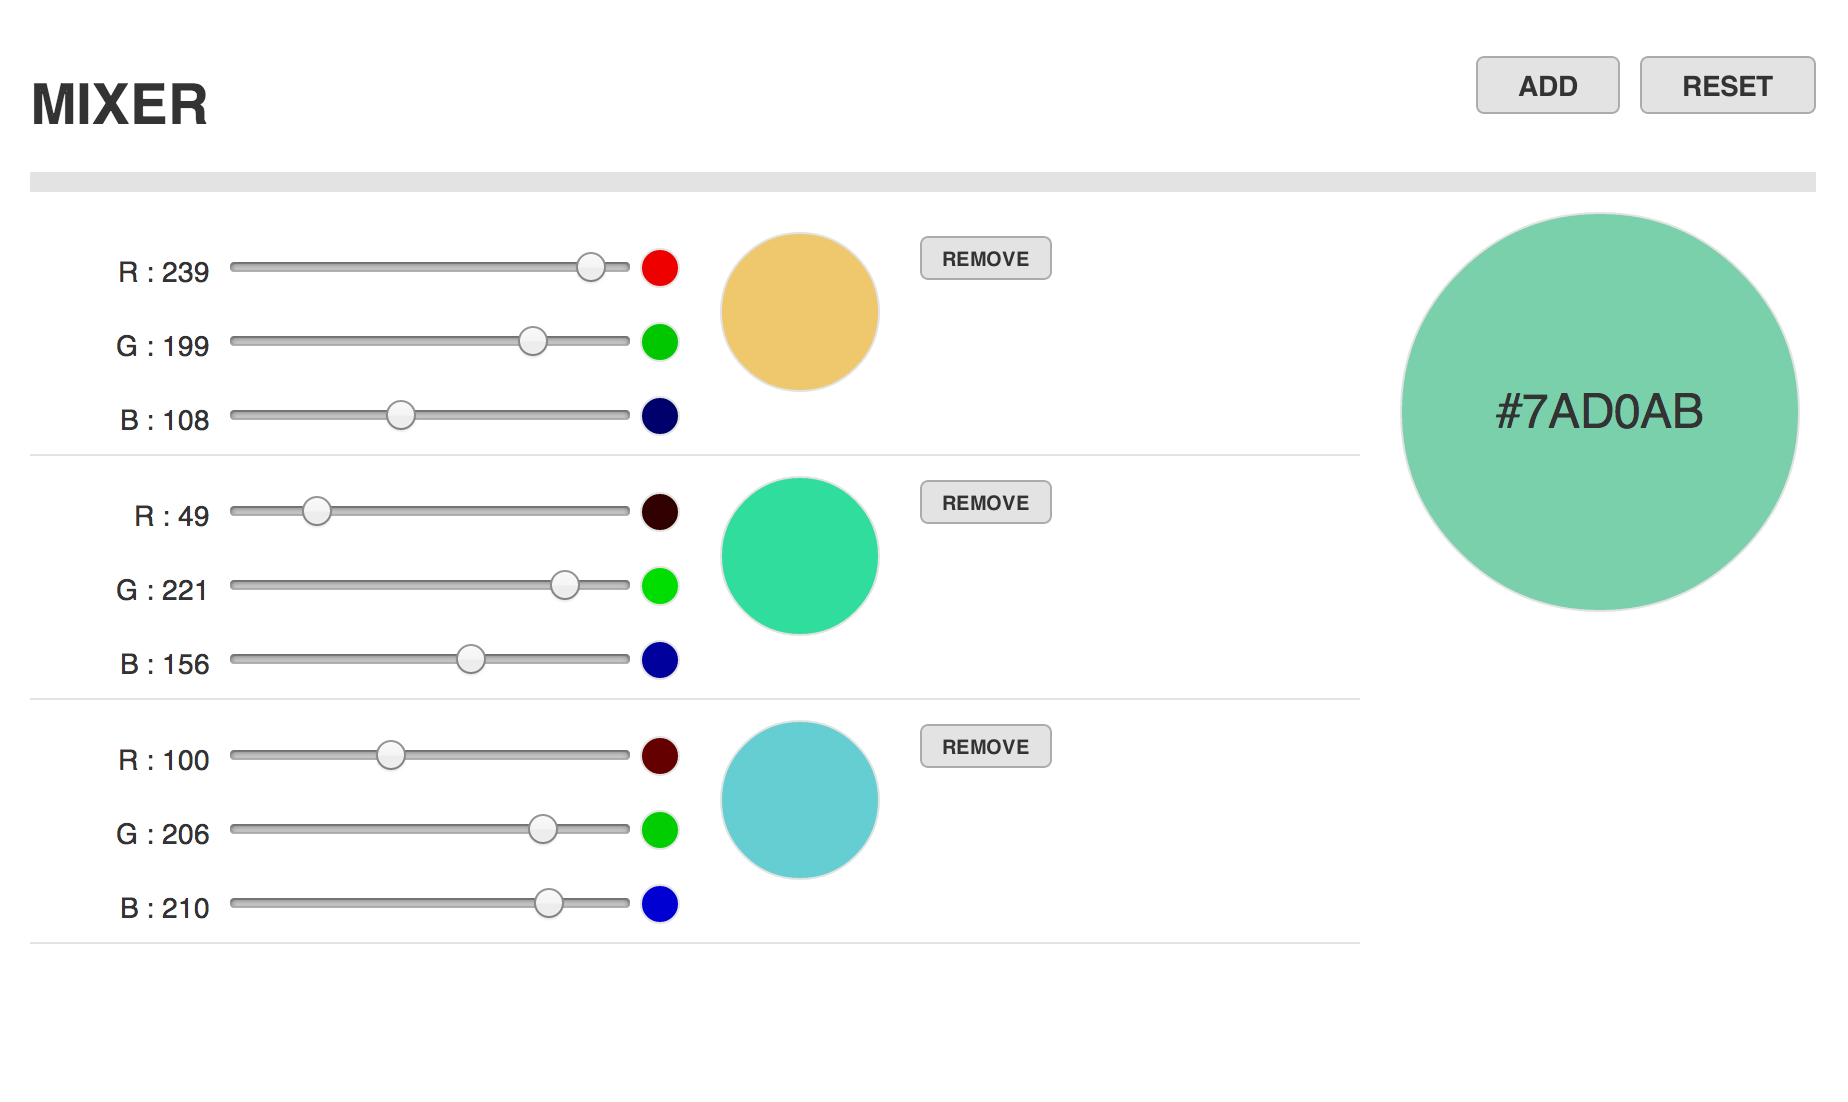 MIXER
ADD
RESET
R : 239
REMOVE
G : 199
B : 108
#7AD0AB
R : 49
REMOVE
G : 221
B : 156
R : 100
REMOVE
G : 206
B : 210